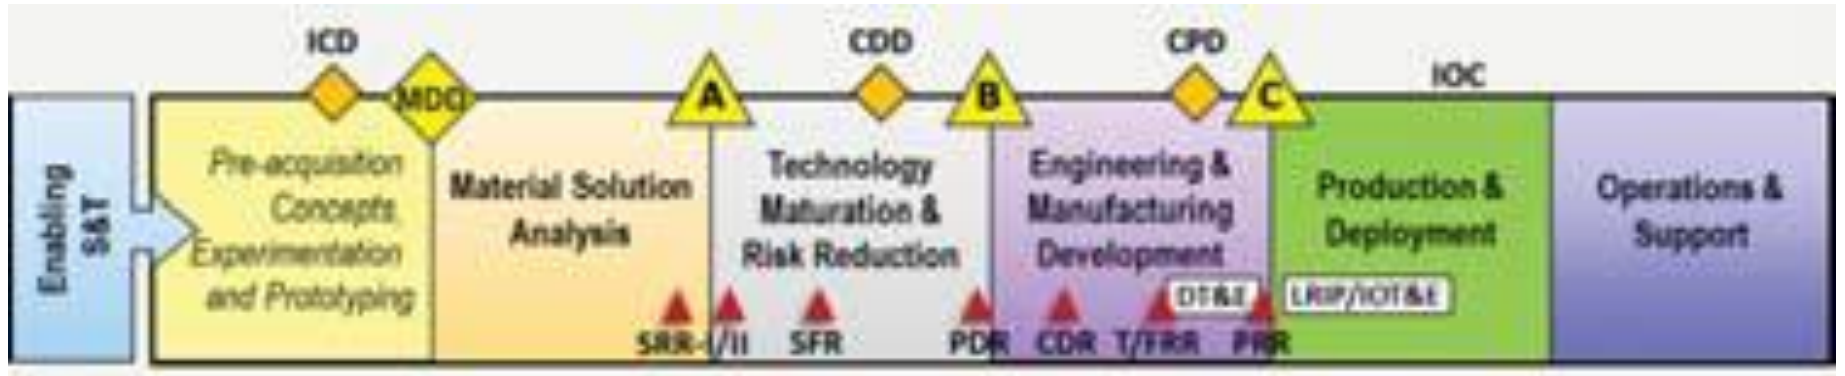 ICD
CDD
CPD
IOC
MDD
A
B
C
Enabling
S&T
Pre-acquisition
Concepts,
Experimentation
and Prototyping
Material Solution
Analysis
Technology
Maturation &
Risk Reduction
Engineering &
Manufacturing
Development
Production &
Deployment
Operations &
Support
DT&E
LRIP/IOT&E
SRR-I/II
SFR
PDR
CDR
T/FRR
PRR